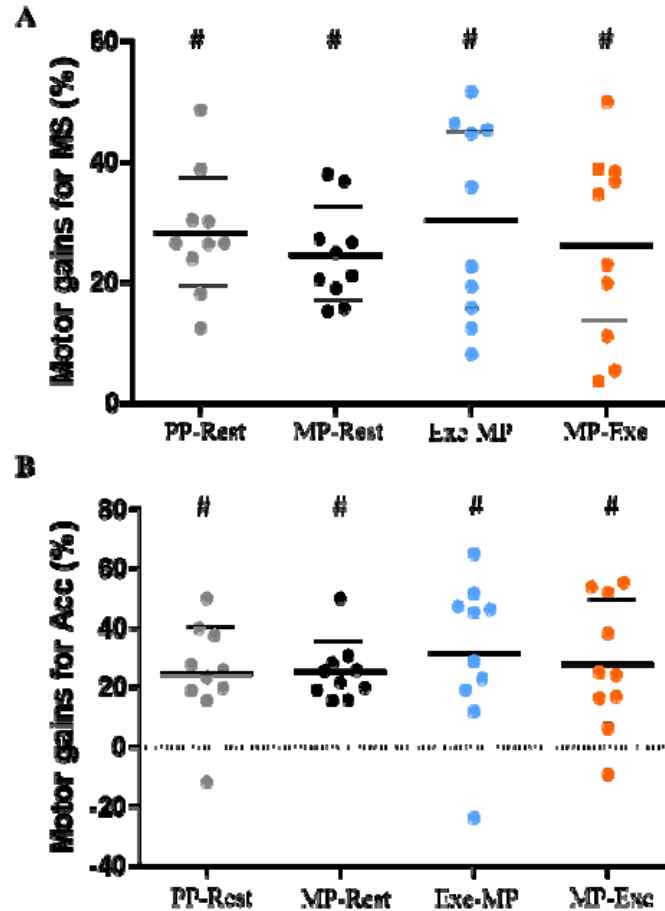 A
Motor gains for MS (%)
60
40
20
0
# # # #
PP-Rest MP-Rest Exe-MP MP-Exe
B
Motor gains for Acc (%)
80
60
40
20
0
-20
-40
# # # #
PP-Rest MP-Rest Exe-MP MP-Exe